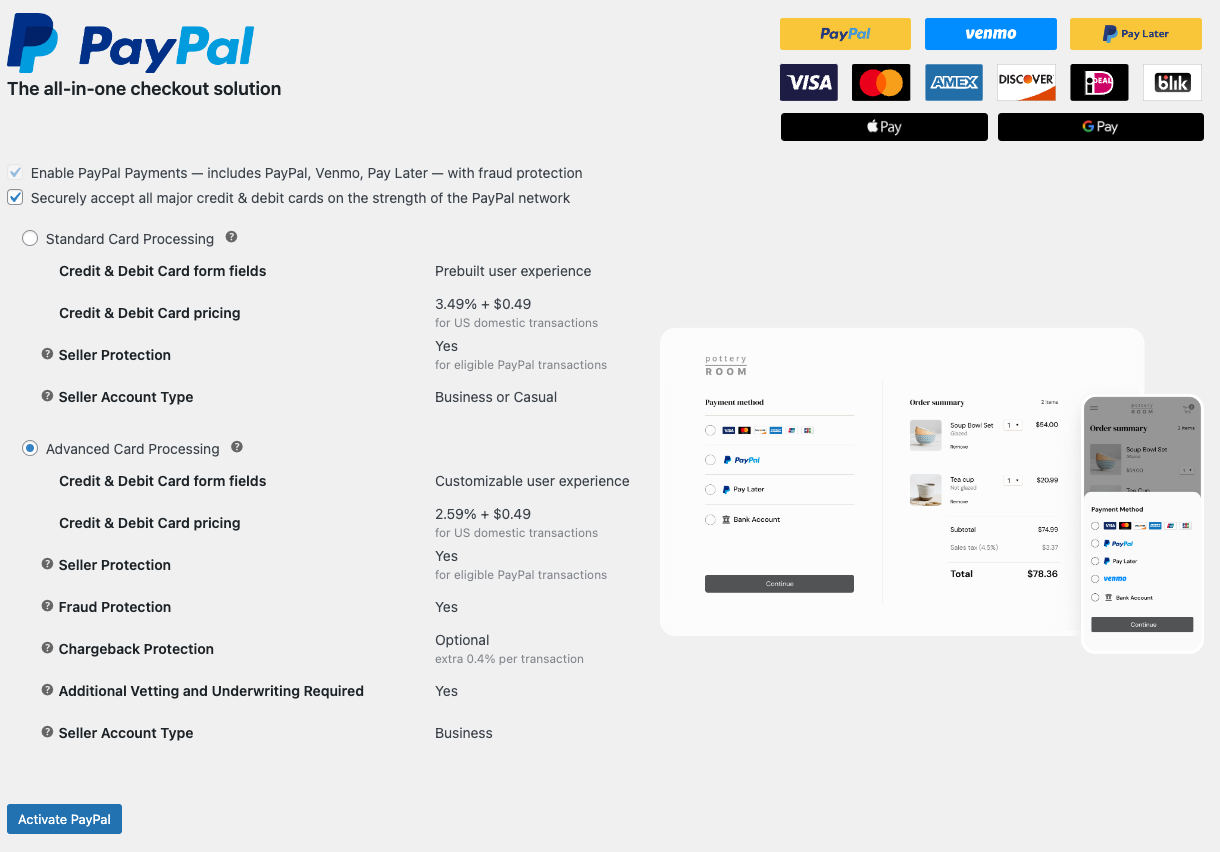 PayPal
The all-in-one checkout solution
PayPal
venmo
Pay Later
VISA
AMEX
DISCOVER
iDEAL
blik
Pay
G Pay
Enable PayPal Payments — includes PayPal, Venmo, Pay Later — with fraud protection
Securely accept all major credit & debit cards on the strength of the PayPal network
Standard Card Processing ?
Credit & Debit Card form fields Prebuilt user experience
Credit & Debit Card pricing 3.49% + $0.49
for US domestic transactions
? Seller Protection Yes
for eligible PayPal transactions
? Seller Account Type Business or Casual
Advanced Card Processing ?
Credit & Debit Card form fields Customizable user experience
Credit & Debit Card pricing 2.59% + $0.49
for US domestic transactions
? Seller Protection Yes
for eligible PayPal transactions
? Fraud Protection Yes
? Chargeback Protection Optional
extra 0.4% per transaction
? Additional Vetting and Underwriting Required Yes
? Seller Account Type Business
Activate PayPal
pottery
ROOM
Payment method
VISA
PayPal
Pay Later
Bank Account
Continue
Order summary 2 items
Soup Bowl Set 1 $54.00
Glazed
Remove
Tea cup 1 $20.99
Not glazed
Remove
Subtotal $74.99
Sales tax (4.5%) $3.37
Total $78.36
pottery
ROOM
Order summary 2 items
Soup Bowl Set
Glazed
$54.00 1
Tea Cup
Payment Method
VISA
PayPal
Pay Later
venmo
Bank Account
Continue